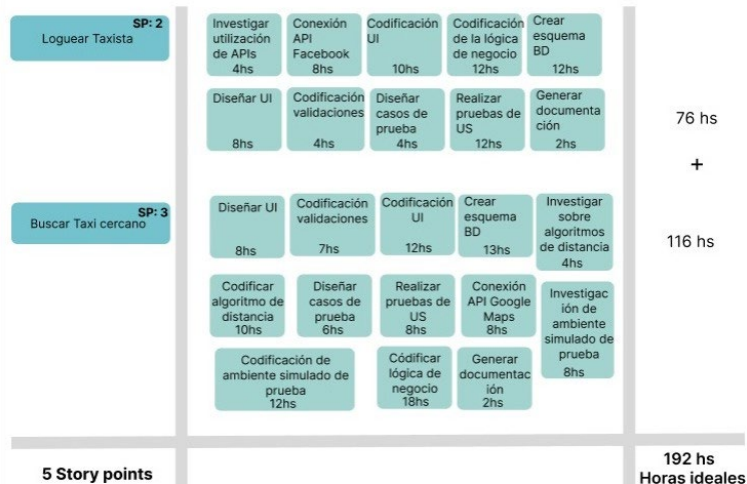 SP: 2
Loguear Taxista
Investigar
utilización
de APIs
4hs
Conexión
API
Facebook
8hs
Codificación
UI
10hs
Codificación
de la lógica
de negocio
12hs
Crear
esquema
BD
12hs
Diseñar UI
8hs
Codificación
validaciones
4hs
Diseñar
casos de
prueba
4hs
Realizar
pruebas de
US
12hs
Generar
documenta
ción
2hs
76 hs
+
SP: 3
Buscar Taxi cercano
Diseñar UI
8hs
Codificación
validaciones
7hs
Codificación
UI
12hs
Crear
esquema
BD
13hs
Investigar
sobre
algoritmos
de distancia
4hs
116 hs
Codificar
algoritmo de
distancia
10hs
Diseñar
casos de
prueba
6hs
Realizar
pruebas de
US
8hs
Conexión
API Google
Maps
8hs
Investigac
ión de
ambiente
simulado de
prueba
8hs
Codificación de
ambiente simulado de
prueba
12hs
Códificar
lógica de
negocio
18hs
Generar
documentac
ión
2hs
5 Story points
192 hs
Horas ideales